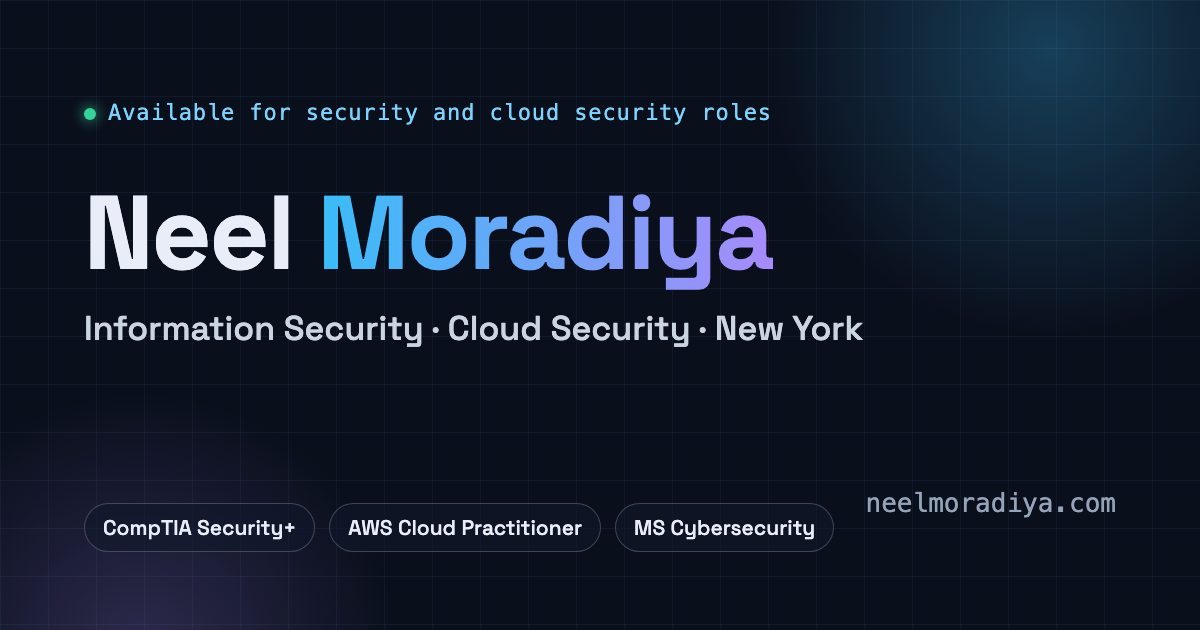 Available for security and cloud security roles
Neel Moradiya
Information Security · Cloud Security · New York
CompTIA Security+
AWS Cloud Practitioner
MS Cybersecurity
neelmoradiya.com